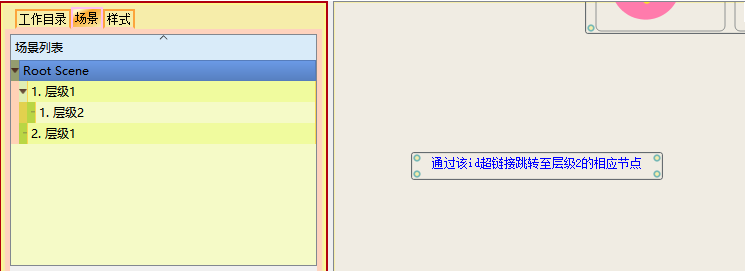 工作目录 场景 样式
场景列表
Root Scene
1. 层级1
1. 层级2
2. 层级1
通过该id超链接跳转至层级2的相应节点